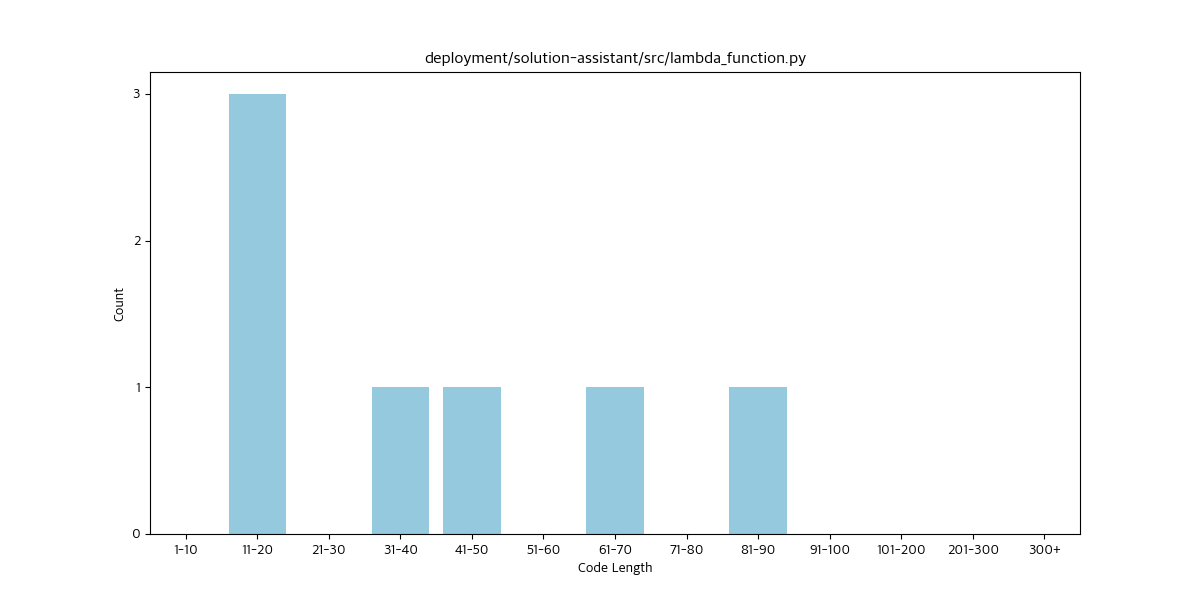 deployment/solution-assistant/src/lambda_function.py
3
2
1
0
Count
1-10 11-20 21-30 31-40 41-50 51-60 61-70 71-80 81-90 91-100 101-200 201-300 300+
Code Length